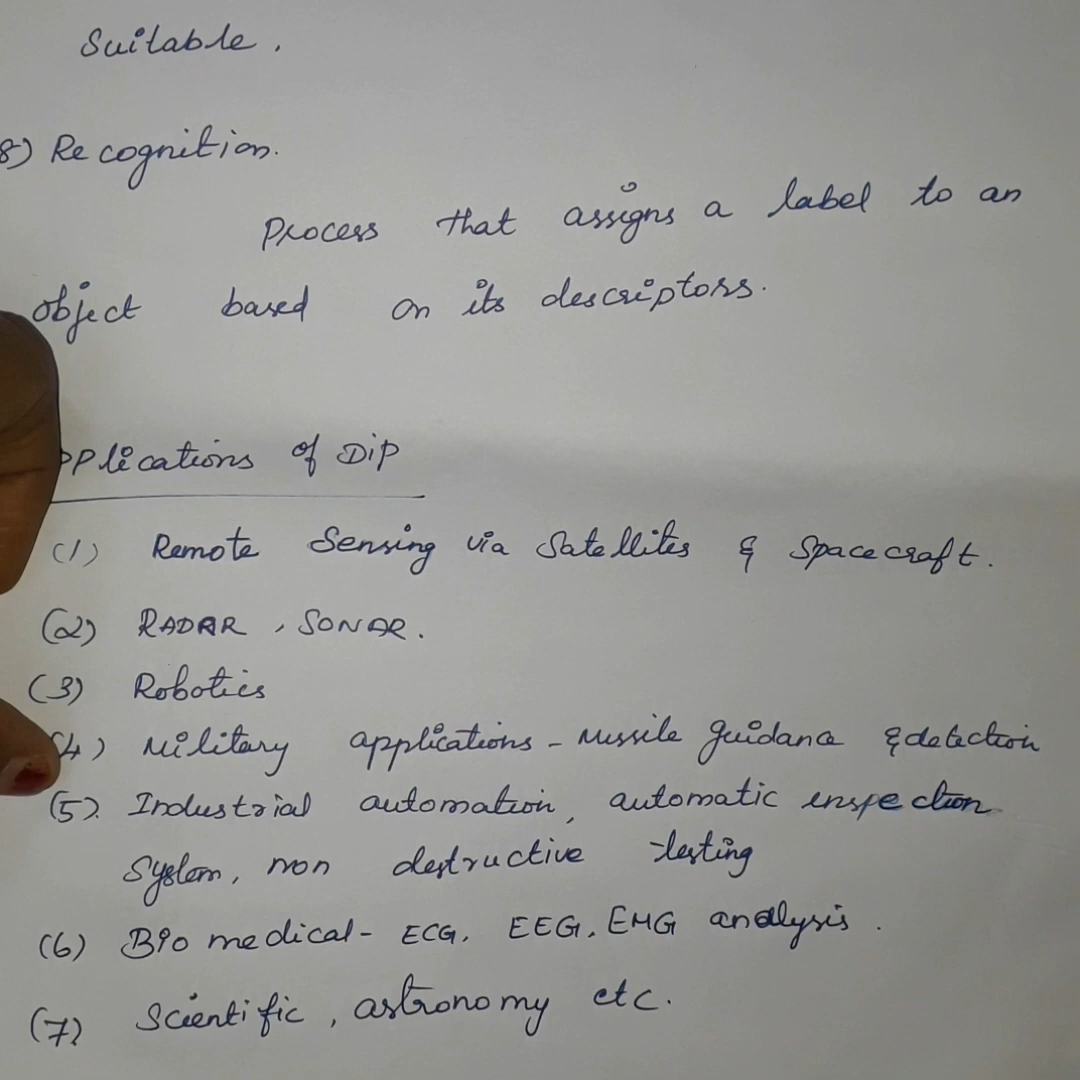 Suitable.
8) Recognition.
Process that assigns a label to an
object based on its descriptors.
pplications of DiP
(1) Remote Sensing via Satellites & Spacecraft.
(2) RADAR, SONAR.
(3) Robotics
(4) Military applications - Missile guidance & detection
(5). Industrial automation, automatic inspection
System, non destructive testing
(6) Bio medical - ECG, EEG, EMG analysis.
(7) Scientific, astronomy etc.